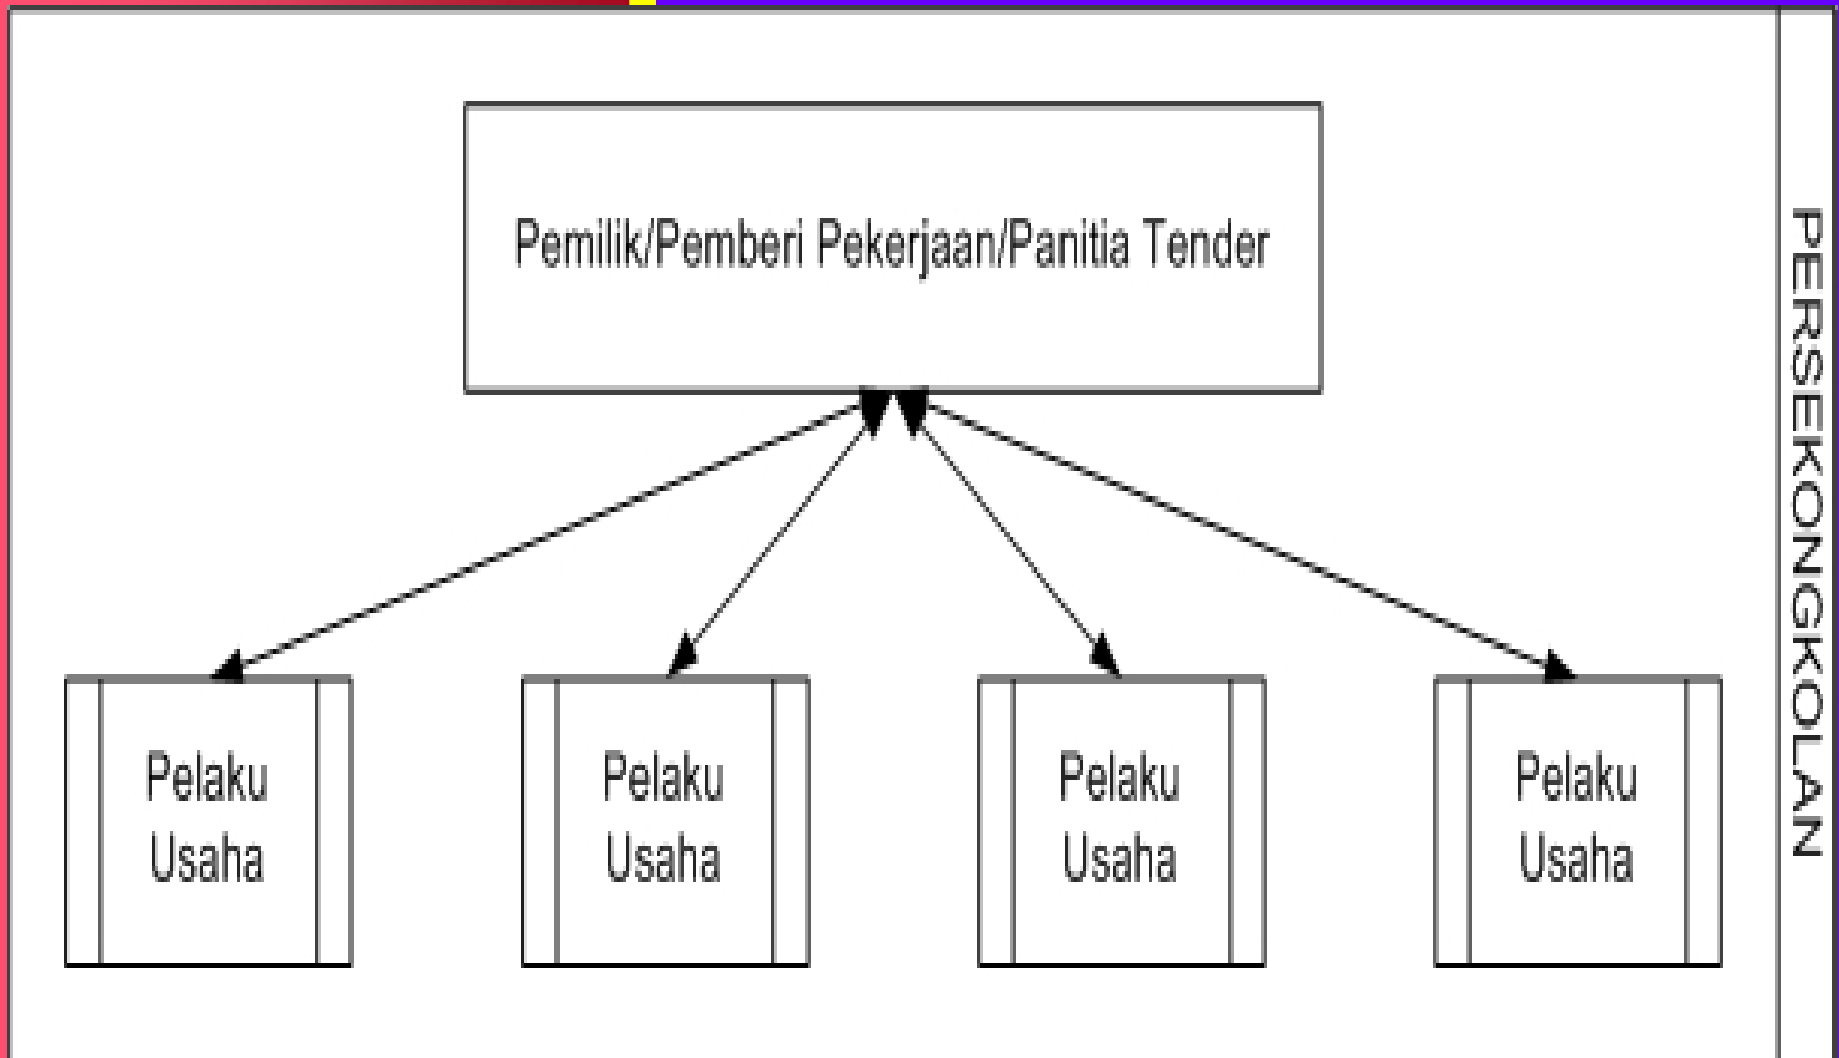 Pemilik/Pemberi Pekerjaan/Panitia Tender
Pelaku
Usaha
Pelaku
Usaha
Pelaku
Usaha
Pelaku
Usaha
PERSEKONGKOLAN